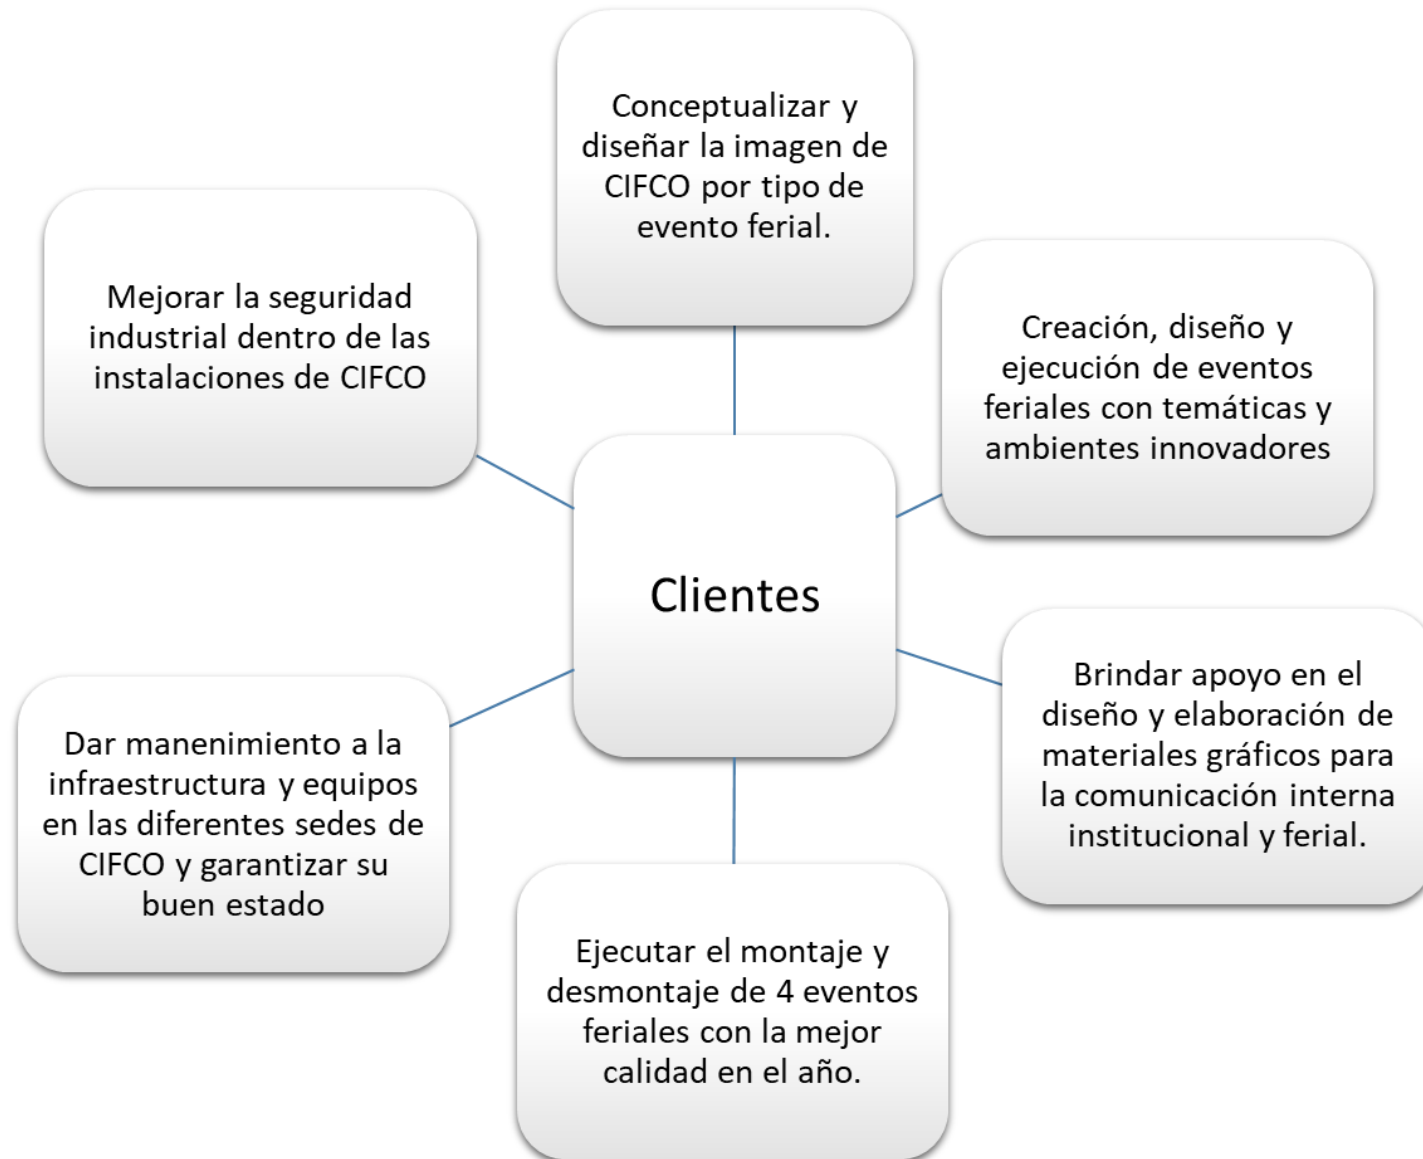 Conceptualizar y
diseñar la imagen de
CIFCO por tipo de
evento ferial.
Mejorar la seguridad
industrial dentro de las
instalaciones de CIFCO
Creación, diseño y
ejecución de eventos
feriales con temáticas y
ambientes innovadores
Clientes
Brindar apoyo en el
diseño y elaboración de
materiales gráficos para
la comunicación interna
institucional y ferial.
Dar manenimiento a la
infraestructura y equipos
en las diferentes sedes de
CIFCO y garantizar su
buen estado
Ejecutar el montaje y
desmontaje de 4 eventos
feriales con la mejor
calidad en el año.